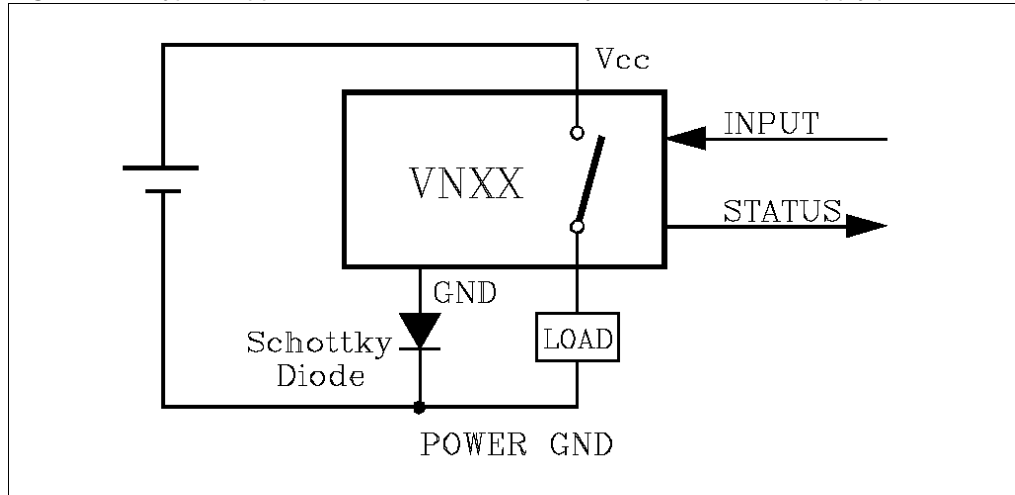 Vcc
INPUT
VNXX
STATUS
GND
Schottky
Diode
LOAD
POWER GND